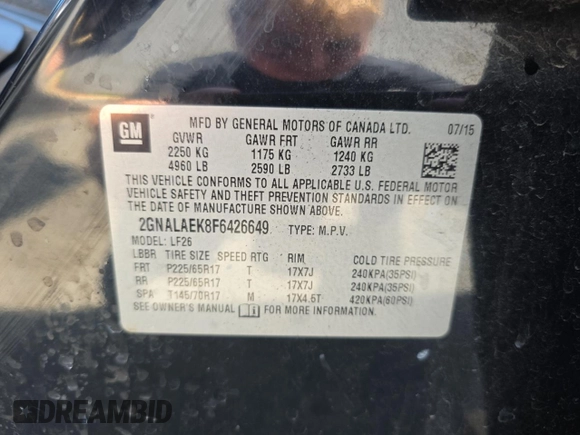 GM
MFD BY GENERAL MOTORS OF CANADA LTD. 07/15
GVWR GAWR FRT GAWR RR
2250 KG 1175 KG 1240 KG
4960 LB 2590 LB 2733 LB
THIS VEHICLE CONFORMS TO ALL APPLICABLE U.S. FEDERAL MOTOR
VEHICLE SAFETY AND THEFT PREVENTION STANDARDS IN EFFECT ON
THE DATE OF MANUFACTURE SHOWN ABOVE.
2GNALAEK8F6426649 TYPE: M.P.V.
MODEL: LF26
LBBR TIRE SIZE SPEED RTG RIM COLD TIRE PRESSURE
FRT P225/65R17 T 17X7J 240KPA(35PSI)
RR P225/65R17 T 17X7J 240KPA(35PSI)
SPA T145/70R17 M 17X4.5T 420KPA(60PSI)
SEE OWNER'S MANUAL FOR MORE INFORMATION.
DREAMBID